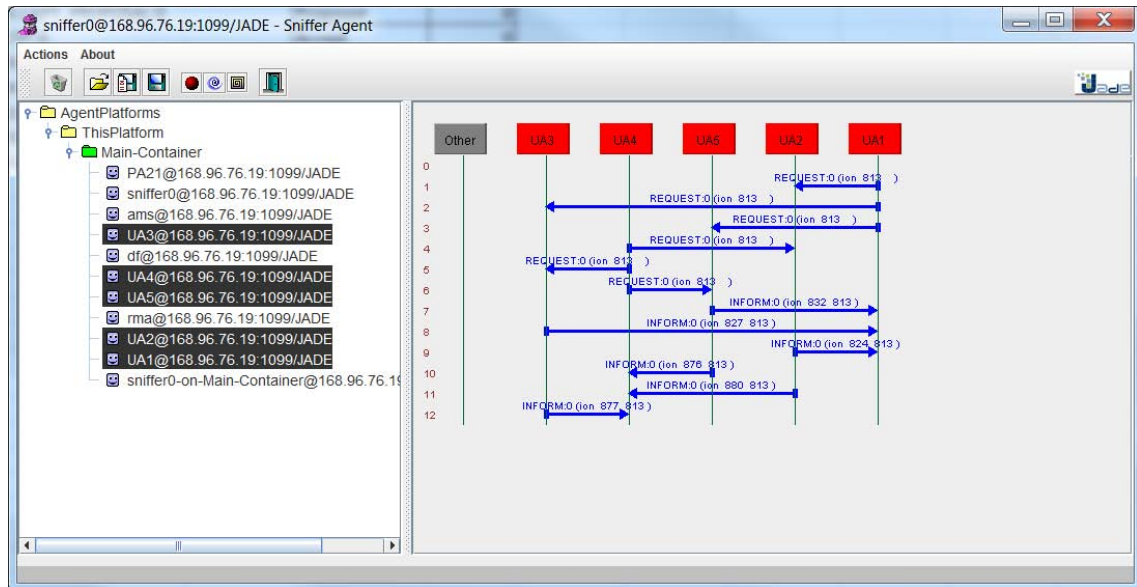 sniffer0@168.96.76.19:1099/JADE - Sniffer Agent
Actions About
Jade
AgentPlatforms
ThisPlatform
Main-Container
PA21@168.96.76.19:1099/JADE
sniffer0@168.96.76.19:1099/JADE
ams@168.96.76.19:1099/JADE
UA3@168.96.76.19:1099/JADE
df@168.96.76.19:1099/JADE
UA4@168.96.76.19:1099/JADE
UA5@168.96.76.19:1099/JADE
rma@168.96.76.19:1099/JADE
UA2@168.96.76.19:1099/JADE
UA1@168.96.76.19:1099/JADE
sniffer0-on-Main-Container@168.96.76.19
Other UA3 UA4 UA5 UA2 UA1
0
REQUEST:0 (ion 813 )
1
REQUEST:0 (ion 813 )
2
REQUEST:0 (ion 813 )
3
REQUEST:0 (ion 813 )
4
REQUEST:0 (ion 813 )
5
REQUEST:0 (ion 813 )
6
INFORM:0 (ion 832 813 )
7
INFORM:0 (ion 827 813 )
8
INFORM:0 (ion 824 813 )
9
INFORM:0 (ion 876 813 )
10
INFORM:0 (ion 880 813 )
11
INFORM:0 (ion 877 813 )
12